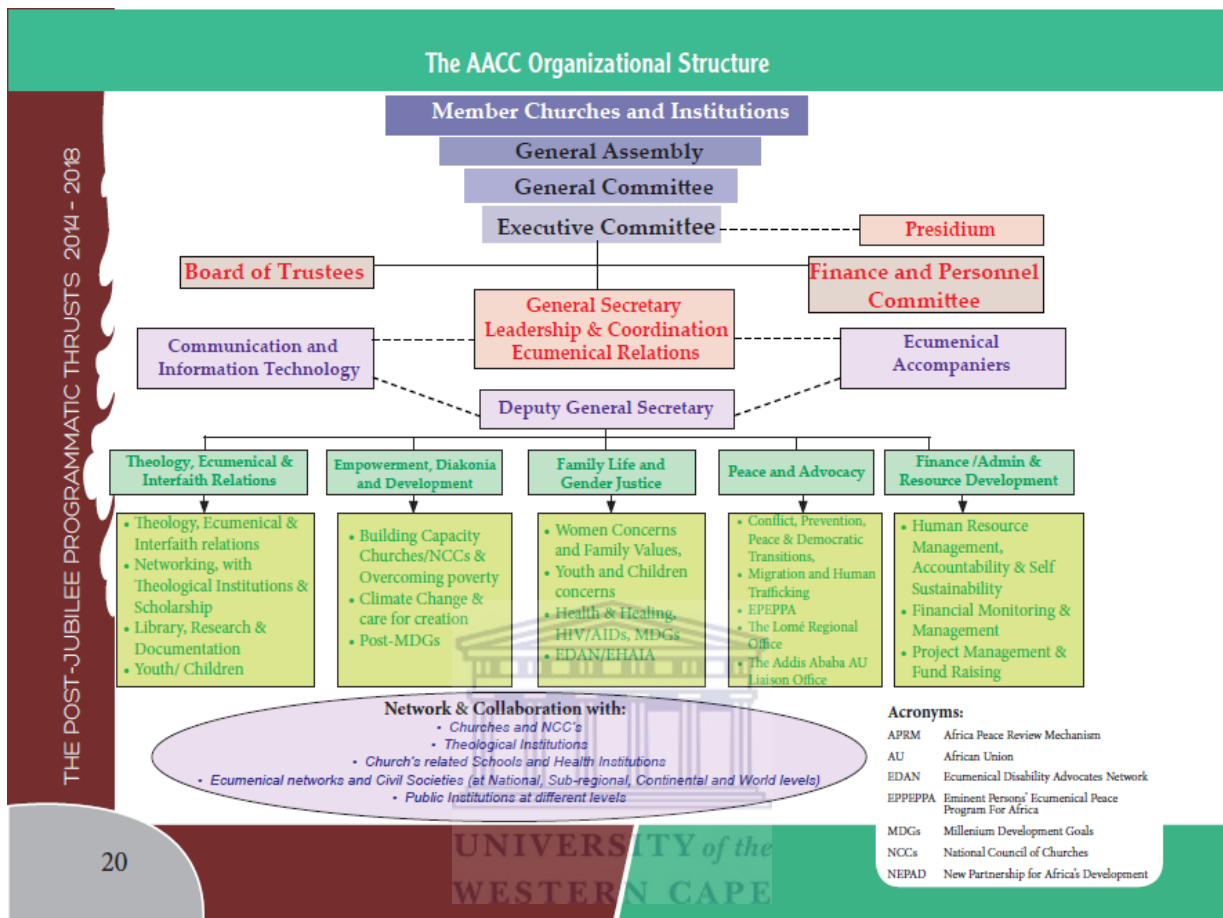 The AACC Organizational Structure
THE POST-JUBILEE PROGRAMMATIC THRUSTS 2014 - 2018
Member Churches and Institutions
General Assembly
General Committee
Executive Committee
Presidium
Board of Trustees
Finance and Personnel
Committee
General Secretary
Leadership & Coordination
Ecumenical Relations
Communication and
Information Technology
Ecumenical
Accompaniers
Deputy General Secretary
Theology, Ecumenical &
Interfaith Relations
Empowerment, Diakonia
and Development
Family Life and
Gender Justice
Peace and Advocacy
Finance /Admin &
Resource Development
• Theology, Ecumenical &
Interfaith relations
• Networking, with
Theological Institutions &
Scholarship
• Library, Research &
Documentation
• Youth/ Children
• Building Capacity
Churches/NCCs &
Overcoming poverty
• Climate Change &
care for creation
• Post-MDGs
• Women Concerns
and Family Values,
• Youth and Children
concerns
• Health & Healing,
HIV/AIDs, MDGs
• EDAN/EHAIA
• Conflict, Prevention,
Peace & Democratic
Transitions,
• Migration and Human
Trafficking
• EPEPPA
• The Lomé Regional
Office
• The Addis Ababa AU
Liaison Office
• Human Resource
Management,
Accountability & Self
Sustainability
• Financial Monitoring &
Management
• Project Management &
Fund Raising
Network & Collaboration with:
• Churches and NCC's
• Theological Institutions
• Church's related Schools and Health Institutions
• Ecumenical networks and Civil Societies (at National, Sub-regional, Continental and World levels)
• Public Institutions at different levels
Acronyms:
APRM Africa Peace Review Mechanism
AU African Union
EDAN Ecumenical Disability Advocates Network
EPPEPPA Eminent Persons' Ecumenical Peace
Program For Africa
MDGs Millenium Development Goals
NCCs National Council of Churches
NEPAD New Partnership for Africa's Development
20
UNIVERSITY of the
WESTERN CAPE